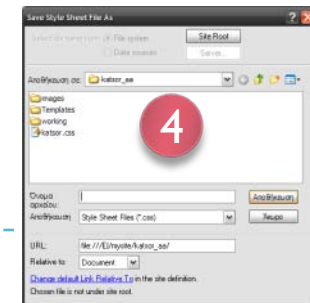 Save Style Sheet File As
Select file name from: File system
Data sources
Site Root
Server...
Αποθήκευση σε: katsor_aa
images
Templates
working
katsor.css
4
Όνομα αρχείου:
Αποθήκευση
Αποθήκευση Style Sheet Files (*.css)
Άκυρο
URL: file:///E|/mysite/katsor_aa/
Relative to: Document
Change default Link Relative To in the site definition.
Chosen file is not under site root.